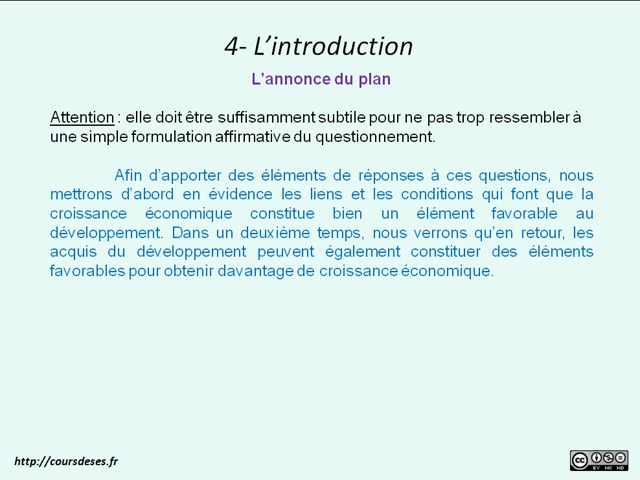 4- L’introduction
L’annonce du plan
Attention : elle doit être suffisamment subtile pour ne pas trop ressembler à
une simple formulation affirmative du questionnement.
Afin d’apporter des éléments de réponses à ces questions, nous
mettrons d’abord en évidence les liens et les conditions qui font que la
croissance économique constitue bien un élément favorable au
développement. Dans un deuxième temps, nous verrons qu’en retour, les
acquis du développement peuvent également constituer des éléments
favorables pour obtenir davantage de croissance économique.
http://coursdeses.fr
cc
BY NC ND